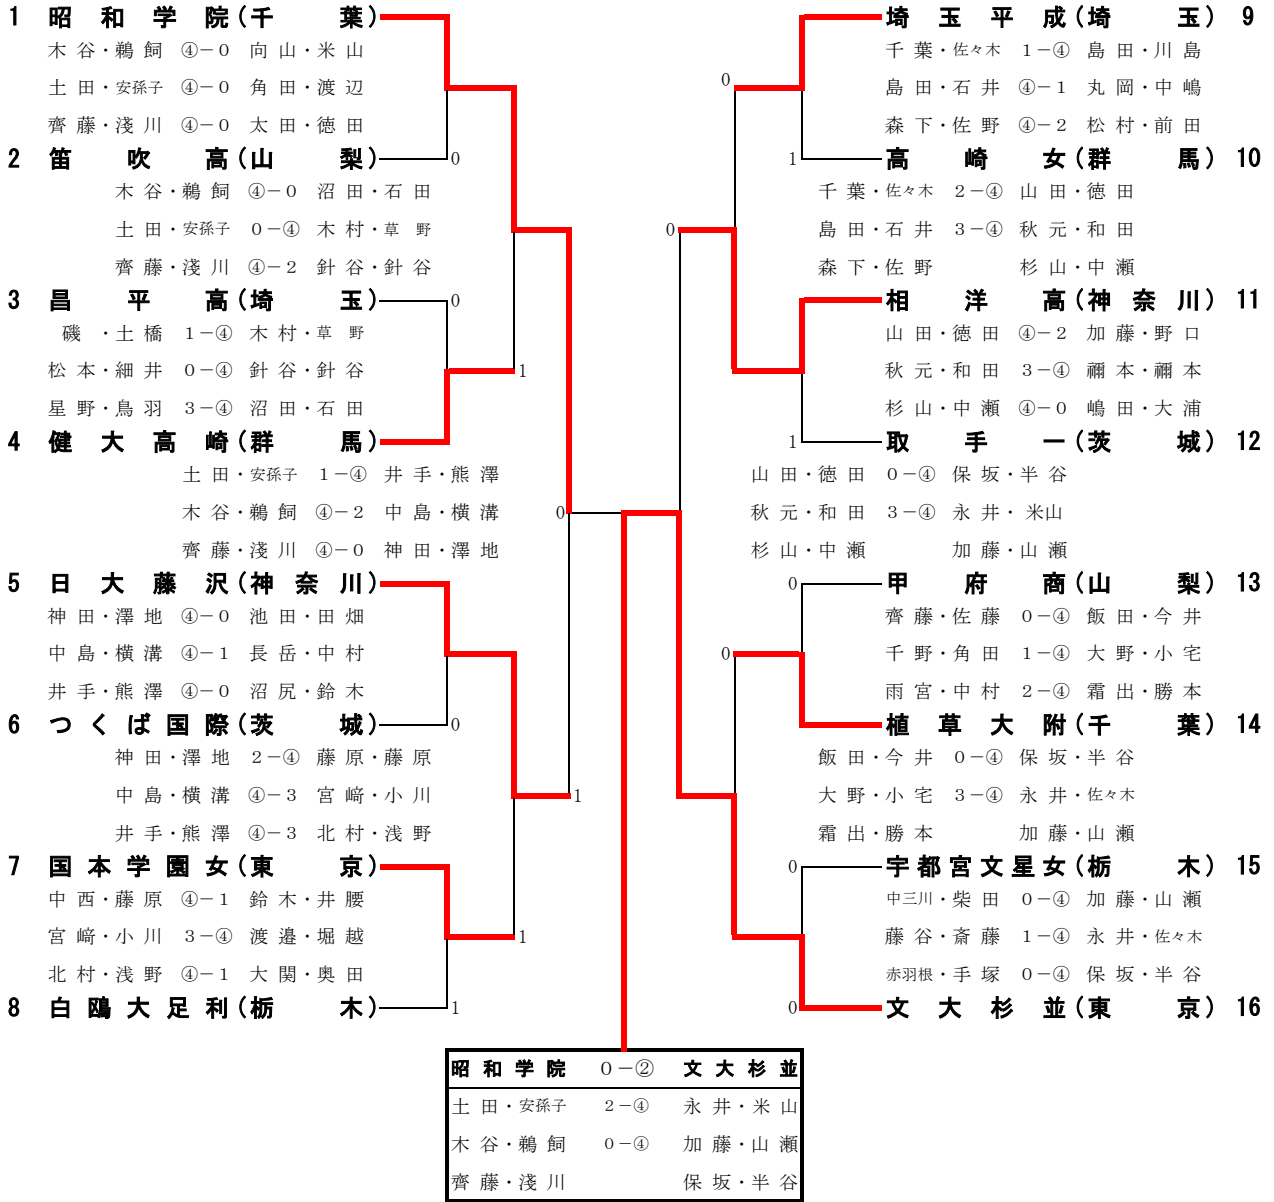 1 昭和学院(千葉)
木谷・鵜飼 ④－0 向山・米山
土田・安孫子 ④－0 角田・渡辺
齊藤・淺川 ④－0 太田・徳田
2 笛吹高(山梨) 0
木谷・鵜飼 ④－0 沼田・石田
土田・安孫子 0－④ 木村・草野
齊藤・淺川 ④－2 針谷・針谷
3 昌平高(埼玉) 0
磯・土橋 1－④ 木村・草野
松本・細井 0－④ 針谷・針谷 1
星野・鳥羽 3－④ 沼田・石田
4 健大高崎(群馬)
土田・安孫子 1－④ 井手・熊澤
木谷・鵜飼 ④－2 中島・横溝 0
齊藤・淺川 ④－0 神田・澤地
5 日大藤沢(神奈川)
神田・澤地 ④－0 池田・田畑
中島・横溝 ④－1 長岳・中村
井手・熊澤 ④－0 沼尻・鈴木
6 つくば国際(茨城) 0
神田・澤地 2－④ 藤原・藤原
中島・横溝 ④－3 宮﨑・小川 1
井手・熊澤 ④－3 北村・浅野
7 国本学園女(東京)
中西・藤原 ④－1 鈴木・井腰
宮﨑・小川 3－④ 渡邉・堀越 1
北村・浅野 ④－1 大関・奥田
8 白鴎大足利(栃木) 1
埼玉平成(埼玉) 9
千葉・佐々木 1－④ 島田・川島
0 島田・石井 ④－1 丸岡・中嶋
森下・佐野 ④－2 松村・前田
1 高崎女(群馬) 10
千葉・佐々木 2－④ 山田・徳田
0 島田・石井 3－④ 秋元・和田
森下・佐野 杉山・中瀬
相洋高(神奈川) 11
山田・徳田 ④－2 加藤・野口
秋元・和田 3－④ 禰本・禰本
杉山・中瀬 ④－0 嶋田・大浦
1 取手一(茨城) 12
山田・徳田 0－④ 保坂・半谷
秋元・和田 3－④ 永井・米山
杉山・中瀬 加藤・山瀬
0 甲府商(山梨) 13
齊藤・佐藤 0－④ 飯田・今井
0 千野・角田 1－④ 大野・小宅
雨宮・中村 2－④ 霜出・勝本
植草大附(千葉) 14
飯田・今井 0－④ 保坂・半谷
大野・小宅 3－④ 永井・佐々木
霜出・勝本 加藤・山瀬
0 宇都宮文星女(栃木) 15
中三川・柴田 0－④ 加藤・山瀬
藤谷・斎藤 1－④ 永井・佐々木
赤羽根・手塚 0－④ 保坂・半谷
0 文大杉並(東京) 16
昭和学院 0－② 文大杉並
土田・安孫子 2－④ 永井・米山
木谷・鵜飼 0－④ 加藤・山瀬
齊藤・淺川 保坂・半谷